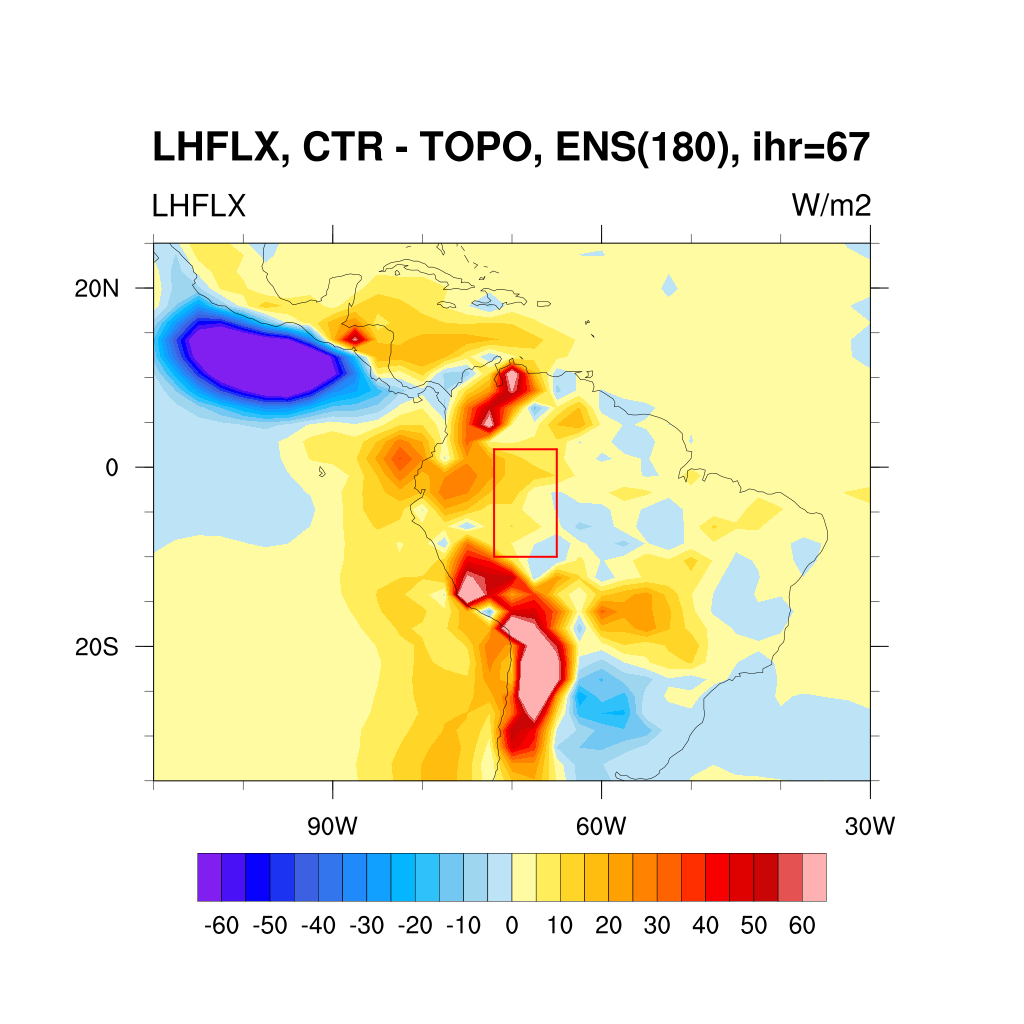 LHFLX, CTR - TOPO, ENS(180), ihr=67
LHFLX W/m2
20N
0
20S
90W 60W 30W
-60 -50 -40 -30 -20 -10 0 10 20 30 40 50 60